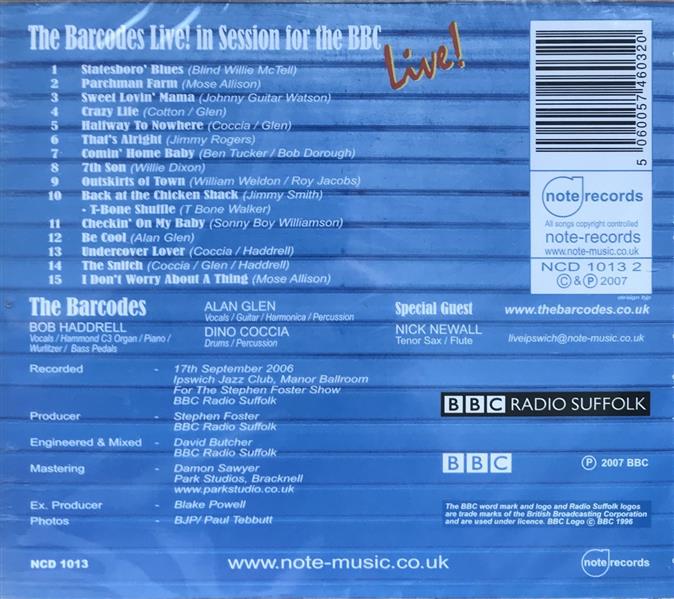 The Barcodes Live! in Session for the BBC
Live!
1 Statesboro' Blues (Blind Willie McTell)
2 Parchman Farm (Mose Allison)
3 Sweet Lovin' Mama (Johnny Guitar Watson)
4 Crazy Life (Cotton / Glen)
5 Halfway To Nowhere (Coccia / Glen)
6 That's Alright (Jimmy Rogers)
7 Comin' Home Baby (Ben Tucker / Bob Dorough)
8 7th Son (Willie Dixon)
9 Outskirts of Town (William Weldon / Roy Jacobs)
10 Back at the Chicken Shack (Jimmy Smith)
- T-Bone Shuffle (T Bone Walker)
11 Checkin' On My Baby (Sonny Boy Williamson)
12 Be Cool (Alan Glen)
13 Undercover Lover (Coccia / Haddrell)
14 The Snitch (Coccia / Glen / Haddrell)
15 I Don't Worry About A Thing (Mose Allison)
5 060057 460320
note records
All songs copyright controlled
note-records
www.note-music.co.uk
NCD 1013 2
© & ℗ 2007
design bjp
The Barcodes
BOB HADDRELL
Vocals / Hammond C3 Organ / Piano /
Wurlitzer / Bass Pedals
ALAN GLEN
Vocals / Guitar / Harmonica / Percussion
DINO COCCIA
Drums / Percussion
Special Guest
NICK NEWALL
Tenor Sax / Flute
www.thebarcodes.co.uk
liveipswich@note-music.co.uk
Recorded - 17th September 2006
Ipswich Jazz Club, Manor Ballroom
For The Stephen Foster Show
BBC Radio Suffolk
Producer - Stephen Foster
BBC Radio Suffolk
Engineered & Mixed - David Butcher
BBC Radio Suffolk
Mastering - Damon Sawyer
Park Studios, Bracknell
www.parkstudio.co.uk
Ex. Producer - Blake Powell
Photos - BJP/ Paul Tebbutt
BBC RADIO SUFFOLK
BBC ℗ 2007 BBC
The BBC word mark and logo and Radio Suffolk logos
are trade marks of the British Broadcasting Corporation
and are used under licence. BBC Logo © BBC 1996
NCD 1013
www.note-music.co.uk
note records